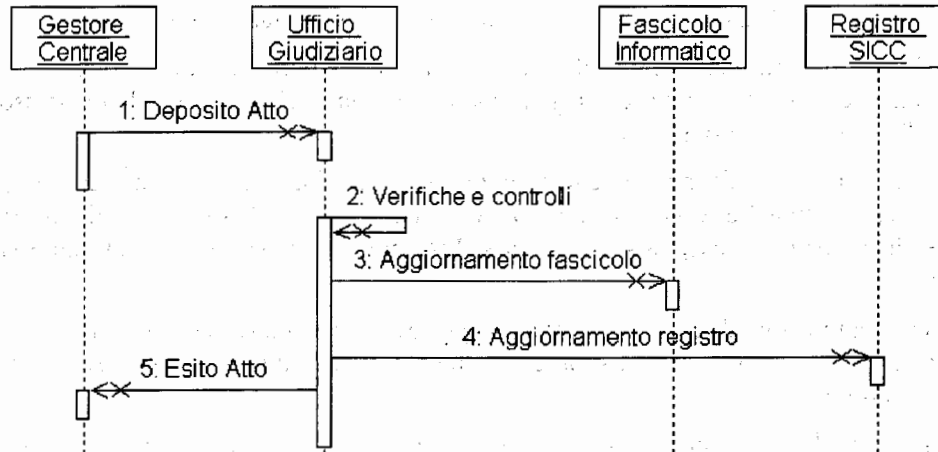 Gestore
Centrale
Ufficio
Giudiziario
Fascicolo
Informatico
Registro
SICC
1: Deposito Atto
2: Verifiche e controlli
3: Aggiornamento fascicolo
4: Aggiornamento registro
5: Esito Atto